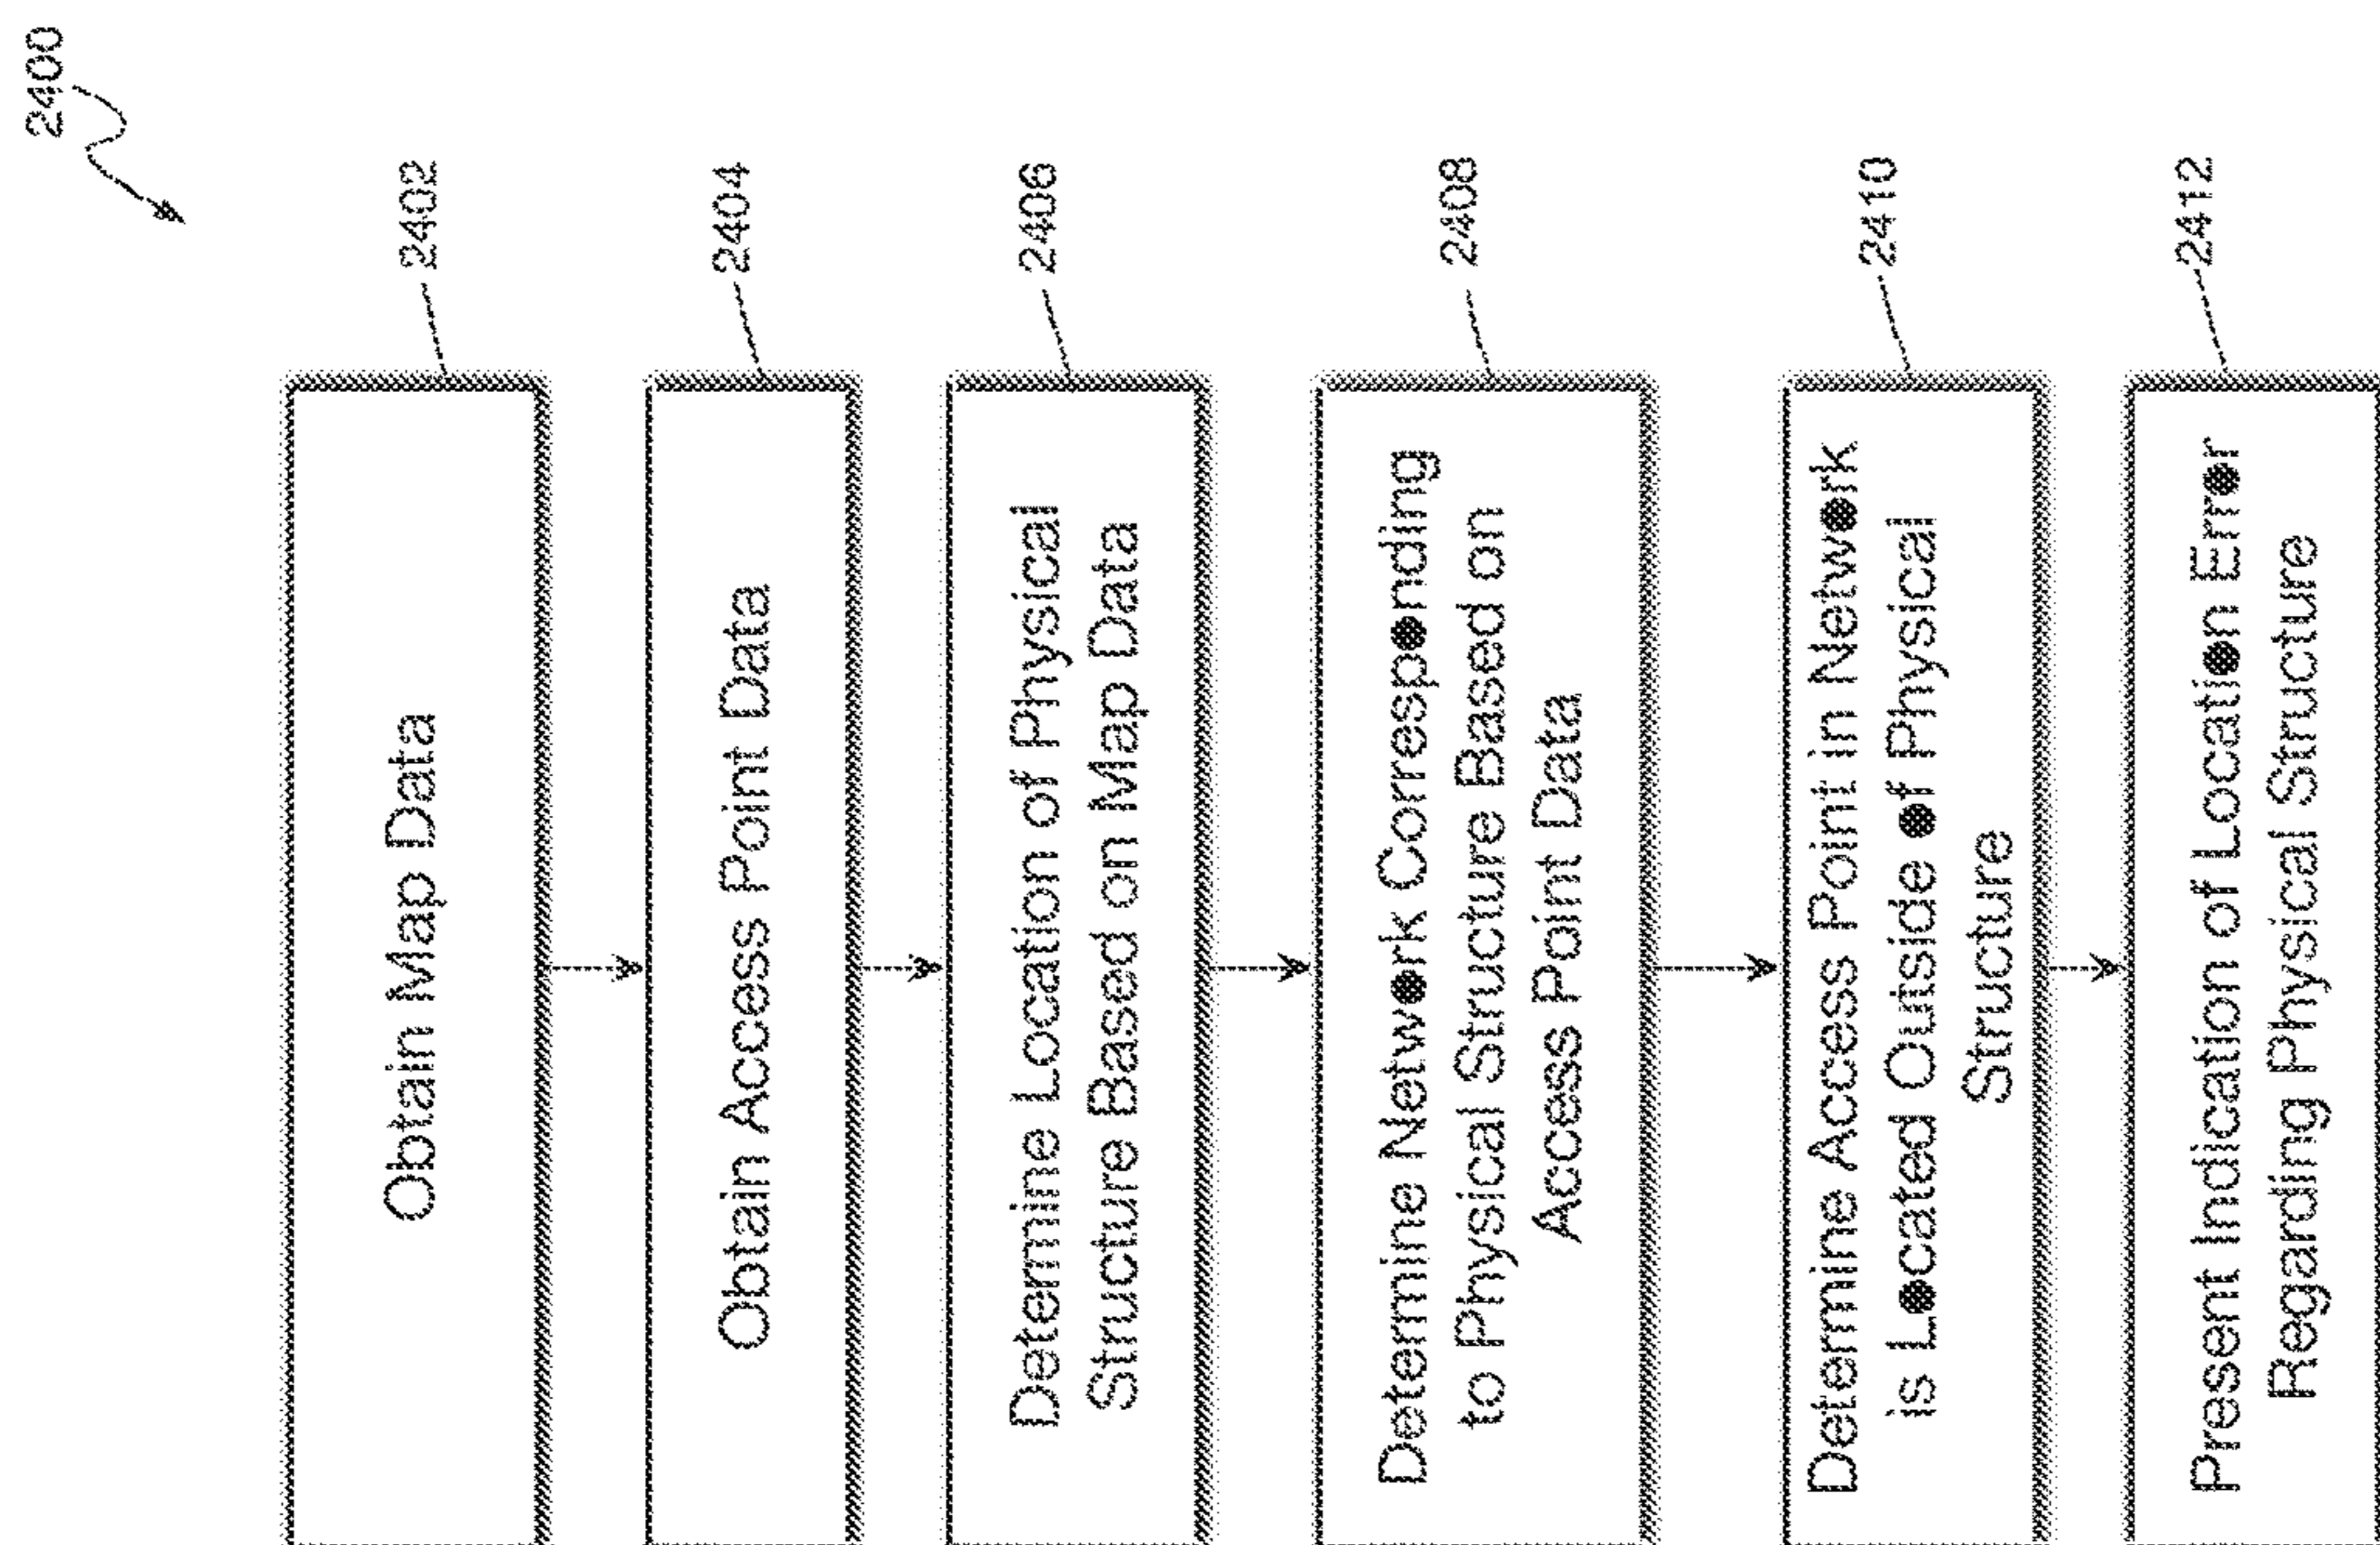 2400
Obtain Map Data
2402
Obtain Access Point Data
2404
Determine Location of Physical
Structure Based on Map Data
2406
Determine Network Corresponding
to Physical Structure Based on
Access Point Data
2408
Determine Access Point in Network
is Located Outside of Physical
Structure
2410
Present Indication of Location Error
Regarding Physical Structure
2412